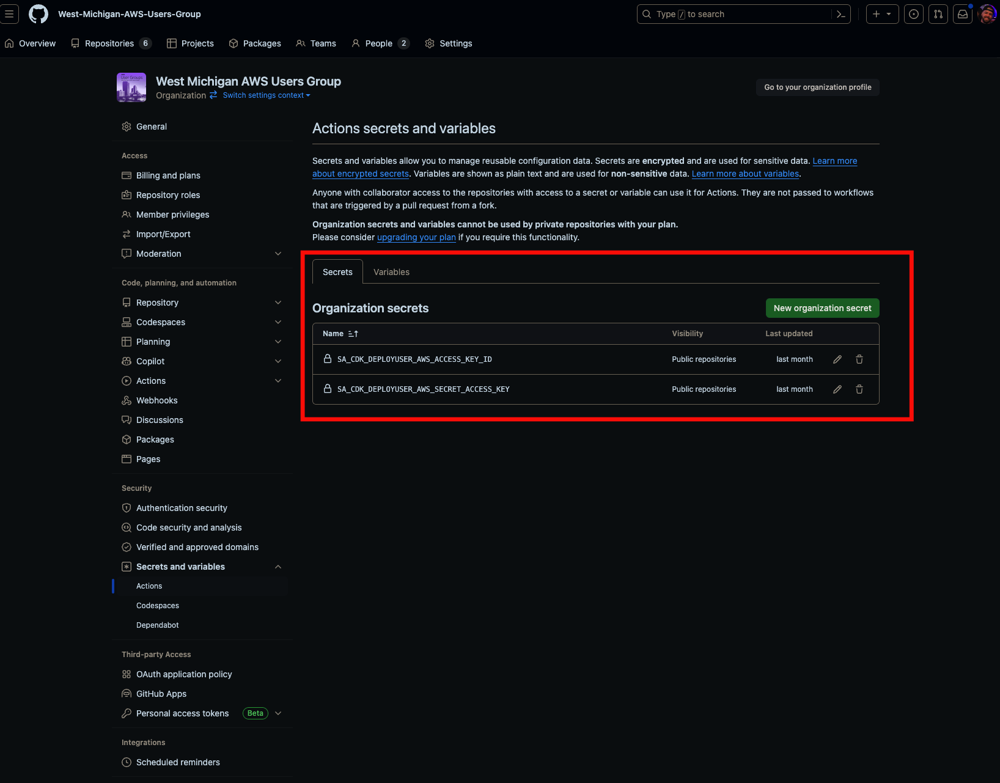 West-Michigan-AWS-Users-Group
Type / to search
Overview
Repositories 6
Projects
Packages
Teams
People 2
Settings
User Groups
West Michigan AWS Users Group
Organization Switch settings context
Go to your organization profile
General
Access
Billing and plans
Repository roles
Member privileges
Import/Export
Moderation
Code, planning, and automation
Repository
Codespaces
Planning
Copilot
Actions
Webhooks
Discussions
Packages
Pages
Security
Authentication security
Code security and analysis
Verified and approved domains
Secrets and variables
Actions
Codespaces
Dependabot
Third-party Access
OAuth application policy
GitHub Apps
Personal access tokens Beta
Integrations
Scheduled reminders
Actions secrets and variables
Secrets and variables allow you to manage reusable configuration data. Secrets are encrypted and are used for sensitive data. Learn more
about encrypted secrets. Variables are shown as plain text and are used for non-sensitive data. Learn more about variables.
Anyone with collaborator access to the repositories with access to a secret or variable can use it for Actions. They are not passed to workflows
that are triggered by a pull request from a fork.
Organization secrets and variables cannot be used by private repositories with your plan.
Please consider upgrading your plan if you require this functionality.
Secrets
Variables
Organization secrets
New organization secret
Name Visibility Last updated
SA_CDK_DEPLOYUSER_AWS_ACCESS_KEY_ID Public repositories last month
SA_CDK_DEPLOYUSER_AWS_SECRET_ACCESS_KEY Public repositories last month